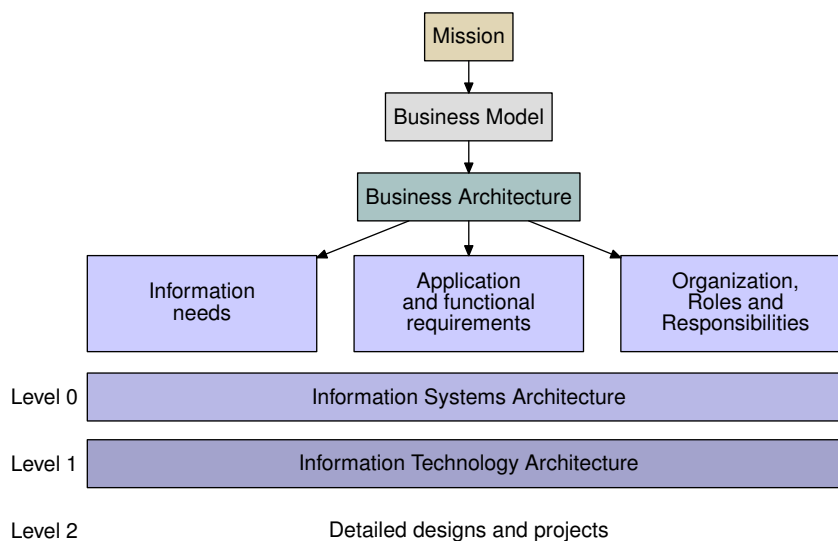 Mission
Business Model
Business Architecture
Information
needs
Application
and functional
requirements
Organization,
Roles and
Responsibilities
Level 0
Information Systems Architecture
Level 1
Information Technology Architecture
Level 2
Detailed designs and projects